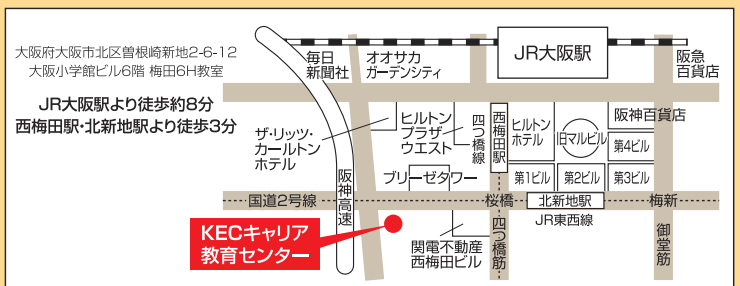 大阪府大阪市北区曽根崎新地2-6-12
大阪小学館ビル6階 梅田6H教室
JR大阪駅より徒歩約8分
西梅田駅・北新地駅より徒歩3分
毎日
新聞社
オオサカ
ガーデンシティ
JR大阪駅
阪急
百貨店
ザ・リッツ・
カールトン
ホテル
ヒルトン
プラザ
ウエスト
四つ橋線
西梅田駅
ヒルトン
ホテル
旧マルビル
阪神百貨店
第4ビル
ブリーゼタワー
第1ビル
第2ビル
第3ビル
阪神高速
国道2号線
桜橋
北新地駅
梅新
JR東西線
KECキャリア
教育センター
関電不動産
西梅田ビル
四つ橋筋
御堂筋